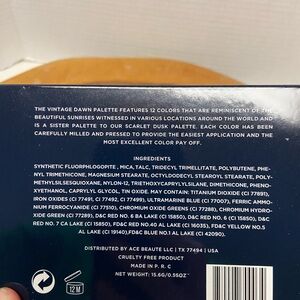 THE VINTAGE DAWN PALETTE FEATURES 12 COLORS THAT ARE REMINISCENT OF THE
BEAUTIFUL SUNRISES WITNESSED IN VARIOUS LOCATIONS AROUND THE WORLD AND
IS A SISTER PALETTE TO OUR SCARLET DUSK PALETTE. EACH COLOR HAS BEEN
CAREFULLY MILLED AND PRESSED TO PROVIDE THE EASIEST APPLICATION AND
THE MOST EXCELLENT COLOR PAY OFF.
INGREDIENTS
SYNTHETIC FLUORPHLOGOPITE, MICA, TALC, TRIDECYL TRIMELLITATE, POLYBUTENE, PHE-
NYL TRIMETHICONE, MAGNESIUM STEARATE, OCTYLDODECYL STEAROYL STEARATE, POLY-
METHYLSILSESQUIOXANE, NYLON-12, TRIETHOXYCAPRYLYLSILANE, DIMETHICONE, PHENO-
XYETHANOL, CAPRYLYL GLYCOL, TIN OXIDE. MAY CONTAIN: TITANIUM DIOXIDE (CI 77891),
IRON OXIDES (CI 77491, CI 77492, CI 77499), ULTRAMARINE BLUE (CI 77007), FERRIC AMMO-
NIUM FERROCYANIDE (CI 77510), CHROMIUM OXIDE GREENS (CI 77288), CHROMIUM HYDRO-
XIDE GREEN (CI 77289), D&C RED NO. 6 BA LAKE (CI 15850), D&C RED NO. 6 (CI 15850), D&C
RED NO. 7 CA LAKE (CI 15850), FD&C RED NO.40 AL LAKE (CI 16035), FD&C YELLOW NO.5
AL LAKE (CI 19140),FD&C BLUE NO.1 AL LAKE (CI 42090).
DISTRIBUTED BY ACE BEAUTE LLC | TX 77494 | USA
CRUELTY FREE PRODUCT
MADE IN P. R. C
NET WEIGHT: 15.6G/0.55OZ
12 M